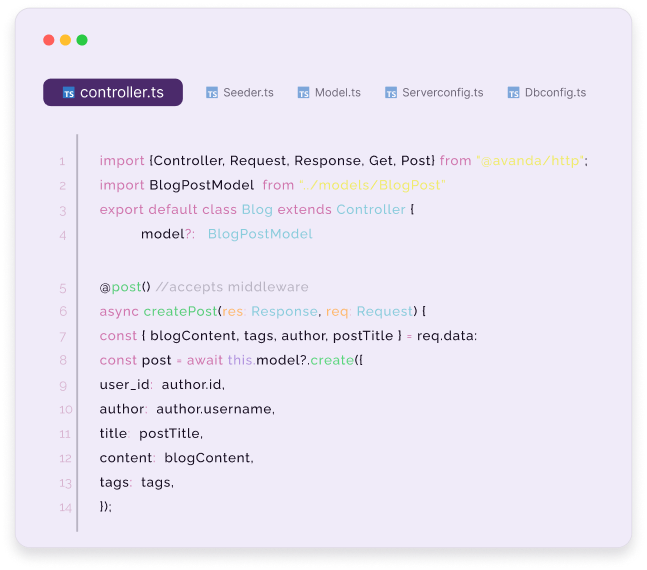 TS controller.ts TS Seeder.ts TS Model.ts TS Serverconfig.ts TS Dbconfig.ts
1 import {Controller, Request, Response, Get, Post} from "@avanda/http";
2 import BlogPostModel from "../models/BlogPost"
3 export default class Blog extends Controller {
4 model?: BlogPostModel
5 @post() //accepts middleware
6 async createPost(res: Response, req: Request) {
7 const { blogContent, tags, author, postTitle } = req.data:
8 const post = await this.model?.create({
9 user_id: author.id,
10 author: author.username,
11 title: postTitle,
12 content: blogContent,
13 tags: tags,
14 });